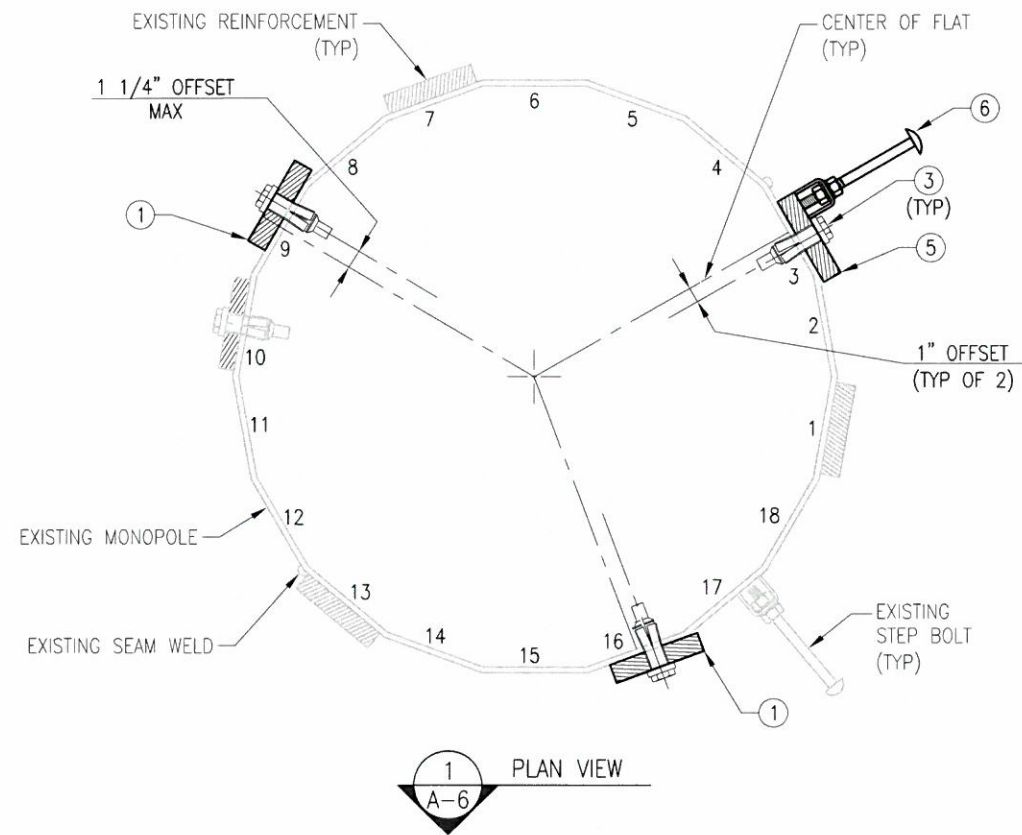 EXISTING REINFORCEMENT
(TYP)
CENTER OF FLAT
(TYP)
1 1/4" OFFSET
MAX
6
5
7
4
8
6
3
(TYP)
1
5
9
3
2
10
1" OFFSET
(TYP OF 2)
11
1
12
18
EXISTING MONOPOLE
13
17
EXISTING SEAM WELD
14
15
16
EXISTING
STEP BOLT
(TYP)
1
1
A-6
PLAN VIEW